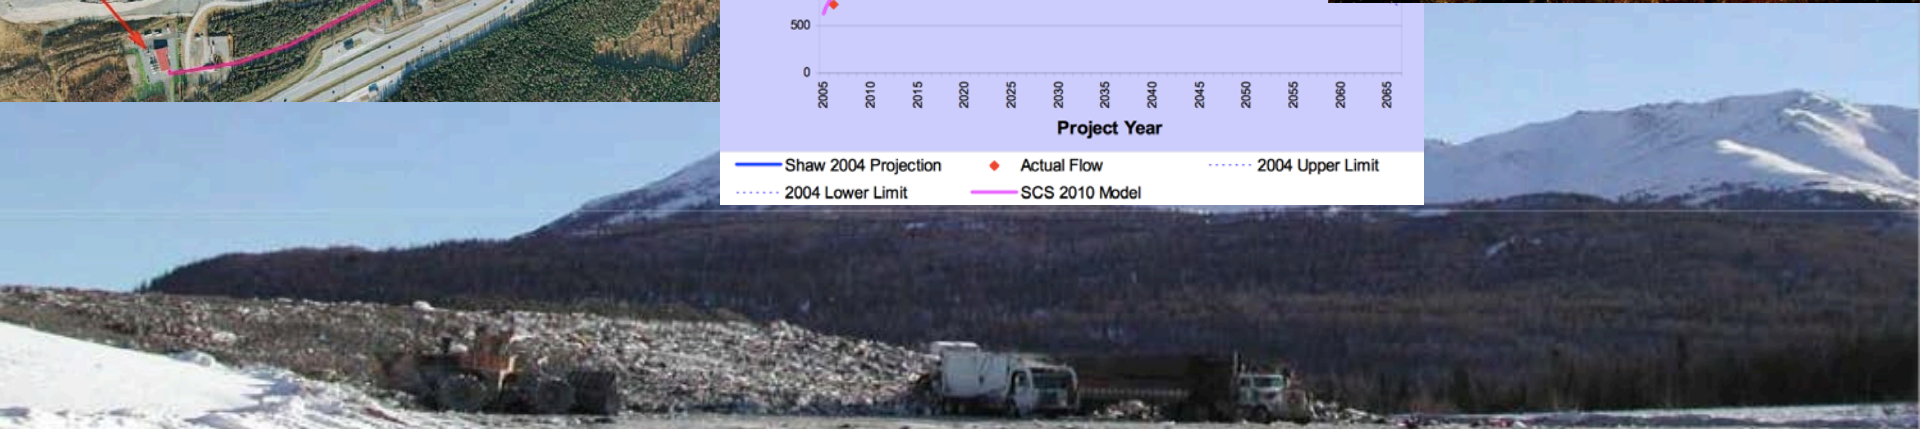 500
0
2005 2010 2015 2020 2025 2030 2035 2040 2045 2050 2055 2060 2065
Project Year
Shaw 2004 Projection Actual Flow 2004 Upper Limit
2004 Lower Limit SCS 2010 Model